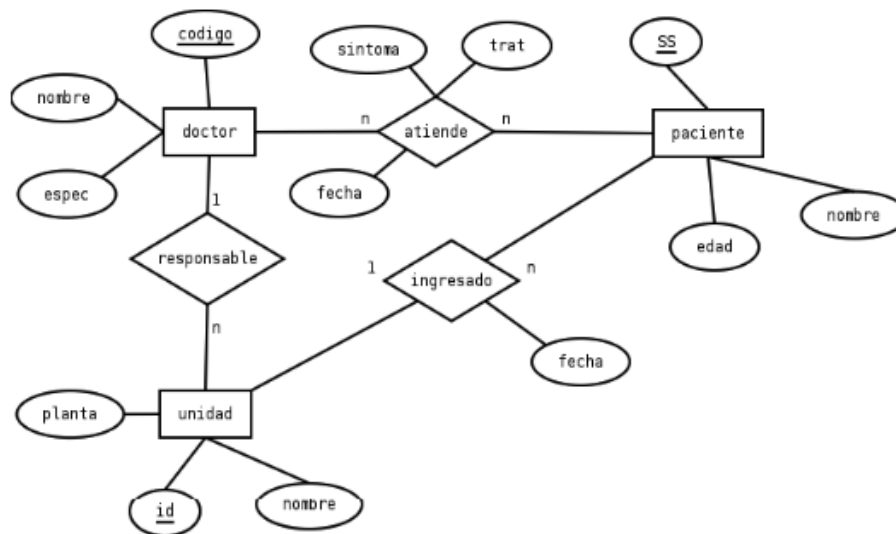 codigo
SS
sintoma
trat
nombre
doctor
n
atiende
n
paciente
espec
fecha
1
nombre
edad
responsable
1
ingresado
n
n
fecha
planta
unidad
id
nombre